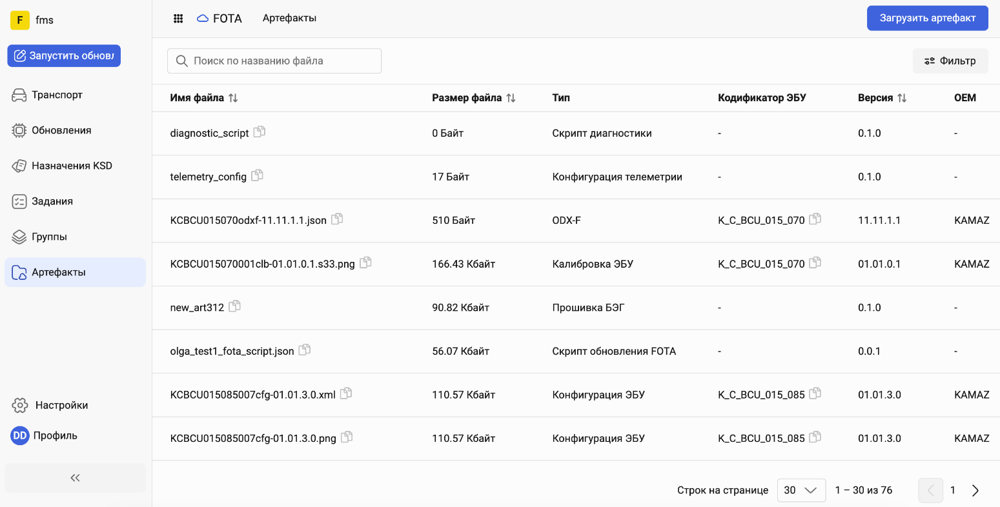 F fms
Запустить обновл
Транспорт
Обновления
Назначения KSD
Задания
Группы
Артефакты
Настройки
DD Профиль
FOTA Артефакты
Загрузить артефакт
Поиск по названию файла
Фильтр
Имя файла Размер файла Тип Кодификатор ЭБУ Версия OEM
diagnostic_script 0 Байт Скрипт диагностики - 0.1.0 -
telemetry_config 17 Байт Конфигурация телеметрии - 0.1.0 -
KCBCU015070odxf-11.11.1.1.json 510 Байт ODX-F K_C_BCU_015_070 11.11.1.1 KAMAZ
KCBCU015070001clb-01.01.0.1.s33.png 166.43 Кбайт Калибровка ЭБУ K_C_BCU_015_070 01.01.0.1 KAMAZ
new_art312 90.82 Кбайт Прошивка БЭГ - 0.1.0 -
olga_test1_fota_script.json 56.07 Кбайт Скрипт обновления FOTA - 0.0.1 -
KCBCU015085007cfg-01.01.3.0.xml 110.57 Кбайт Конфигурация ЭБУ K_C_BCU_015_085 01.01.3.0 KAMAZ
KCBCU015085007cfg-01.01.3.0.png 110.57 Кбайт Конфигурация ЭБУ K_C_BCU_015_085 01.01.3.0 KAMAZ
Строк на странице 30 1 – 30 из 76 1